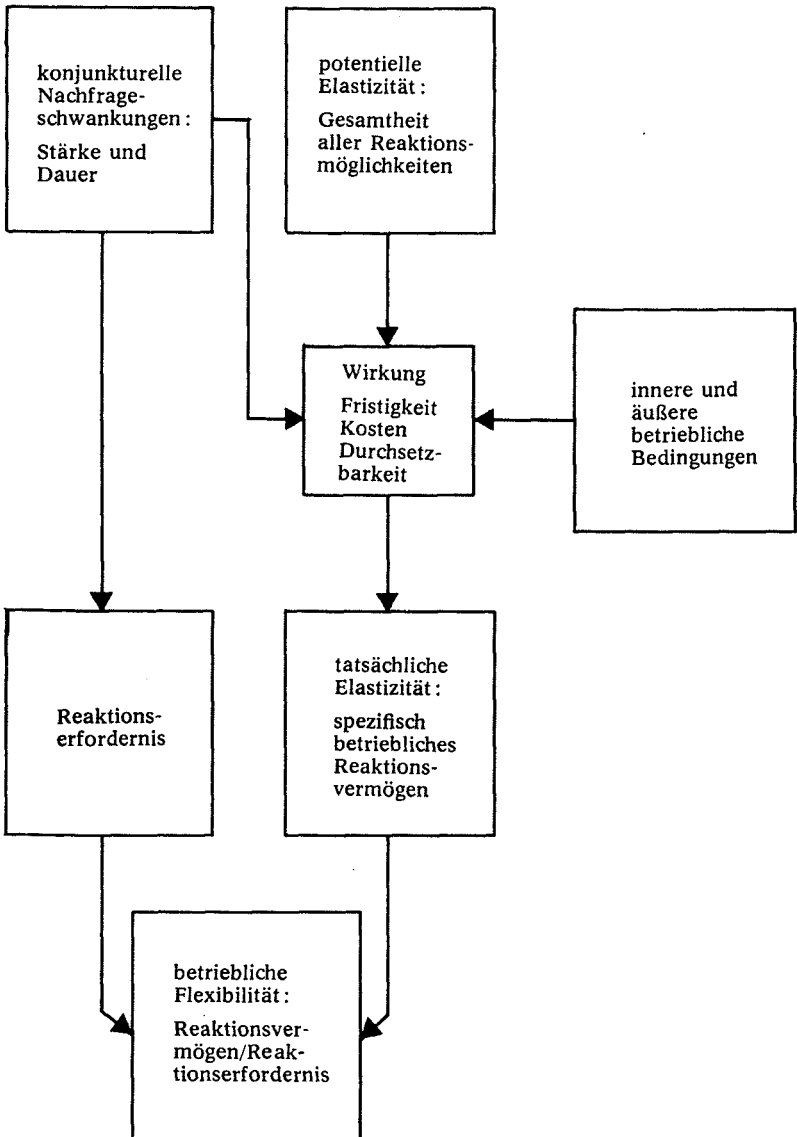 konjunkturelle
Nachfrage-
schwankungen:
Stärke und
Dauer
potentielle
Elastizität:
Gesamtheit
aller Reaktions-
möglichkeiten
Wirkung
Fristigkeit
Kosten
Durchsetz-
barkeit
innere und
äußere
betriebliche
Bedingungen
Reaktions-
erfordernis
tatsächliche
Elastizität:
spezifisch
betriebliches
Reaktions-
vermögen
betriebliche
Flexibilität:
Reaktionsver-
mögen/Reak-
tionserfordernis